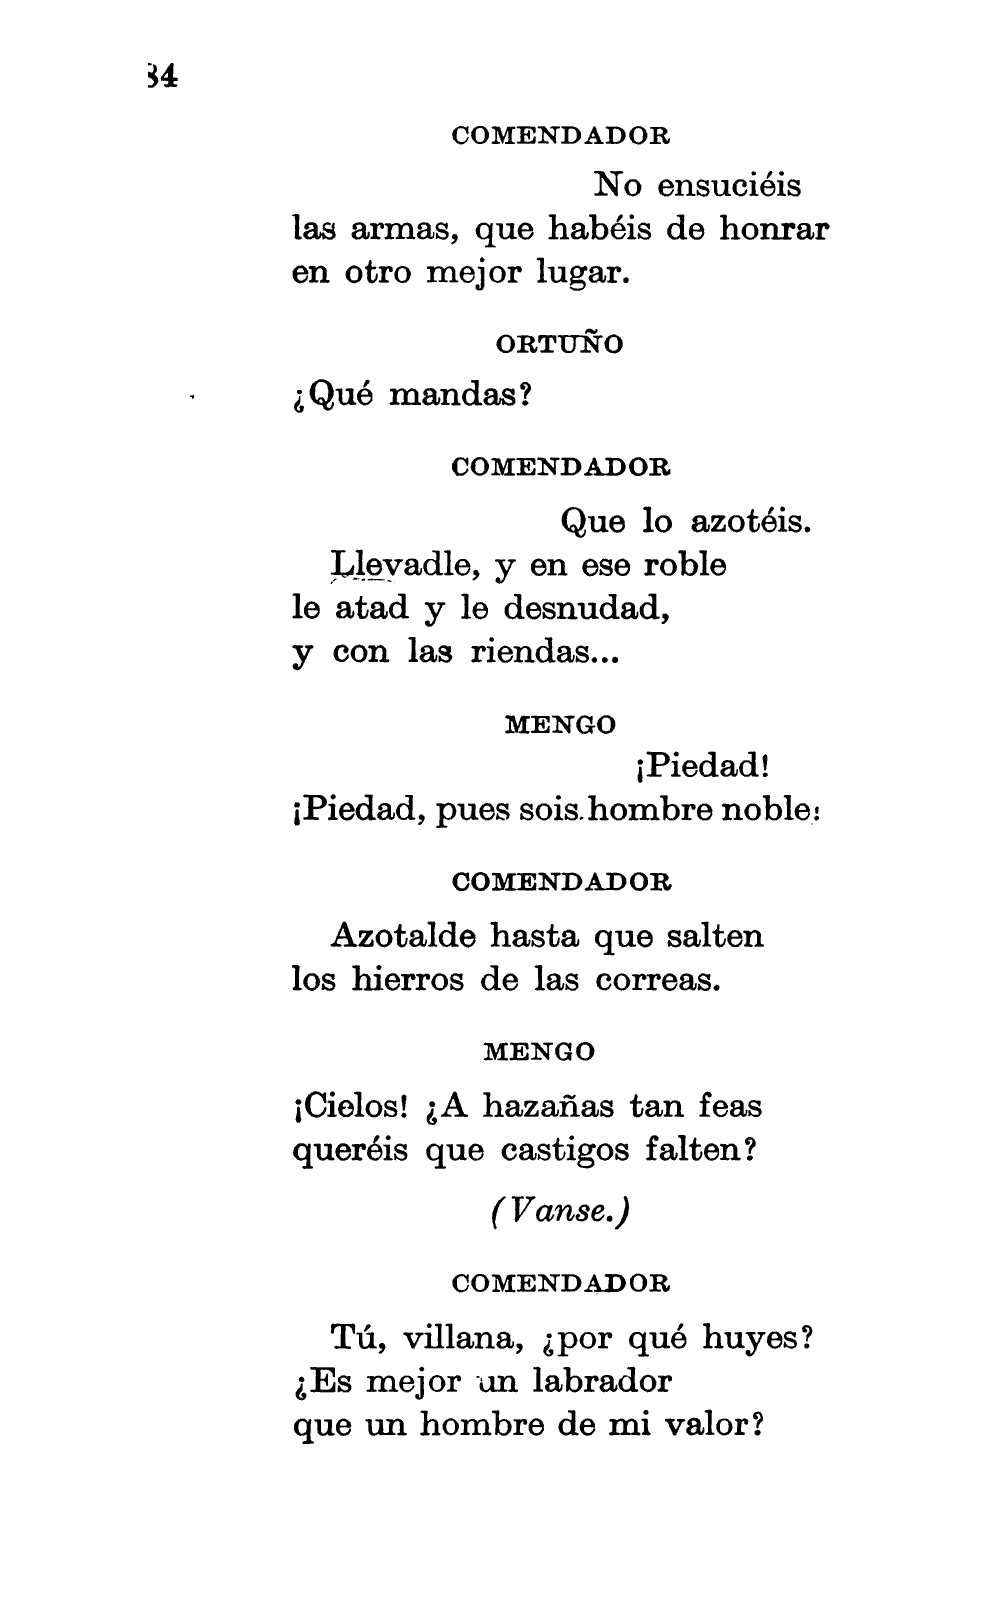 84
COMENDADOR
No ensuciéis
las armas, que habéis de honrar
en otro mejor lugar.
ORTUÑO
¿Qué mandas?
COMENDADOR
Que lo azotéis.
Llevadle, y en ese roble
le atad y le desnudad,
y con las riendas...
MENGO
¡Piedad!
¡Piedad, pues sois hombre noble!
COMENDADOR
Azotalde hasta que salten
los hierros de las correas.
MENGO
¡Cielos! ¿A hazañas tan feas
queréis que castigos falten?
(Vanse.)
COMENDADOR
Tú, villana, ¿por qué huyes?
¿Es mejor un labrador
que un hombre de mi valor?